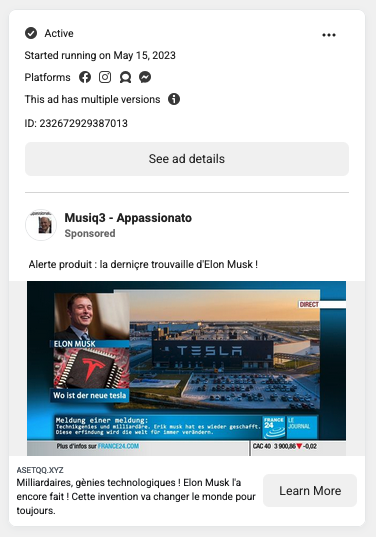 Active
Started running on May 15, 2023
Platforms
This ad has multiple versions
ID: 232672929387013
See ad details
Musiq3 - Appassionato
Sponsored
Alerte produit : la derniçre trouvaille d'Elon Musk !
DIRECT
ELON MUSK
TESLA
Wo ist der neue tesla
Meldung einer meldung:
Technikgenies und milliardäre. Erik musk hat es wieder geschafft.
Diese erfindung wird die welt für immer verändern.
FRANCE 24
LE JOURNAL
Plus d'infos sur FRANCE24.COM
CAC 40 3 900,86 ▼ -0,02
ASETQQ.XYZ
Milliardaires, gènies technologiques ! Elon Musk l'a
encore fait ! Cette invention va changer le monde pour
toujours.
Learn More